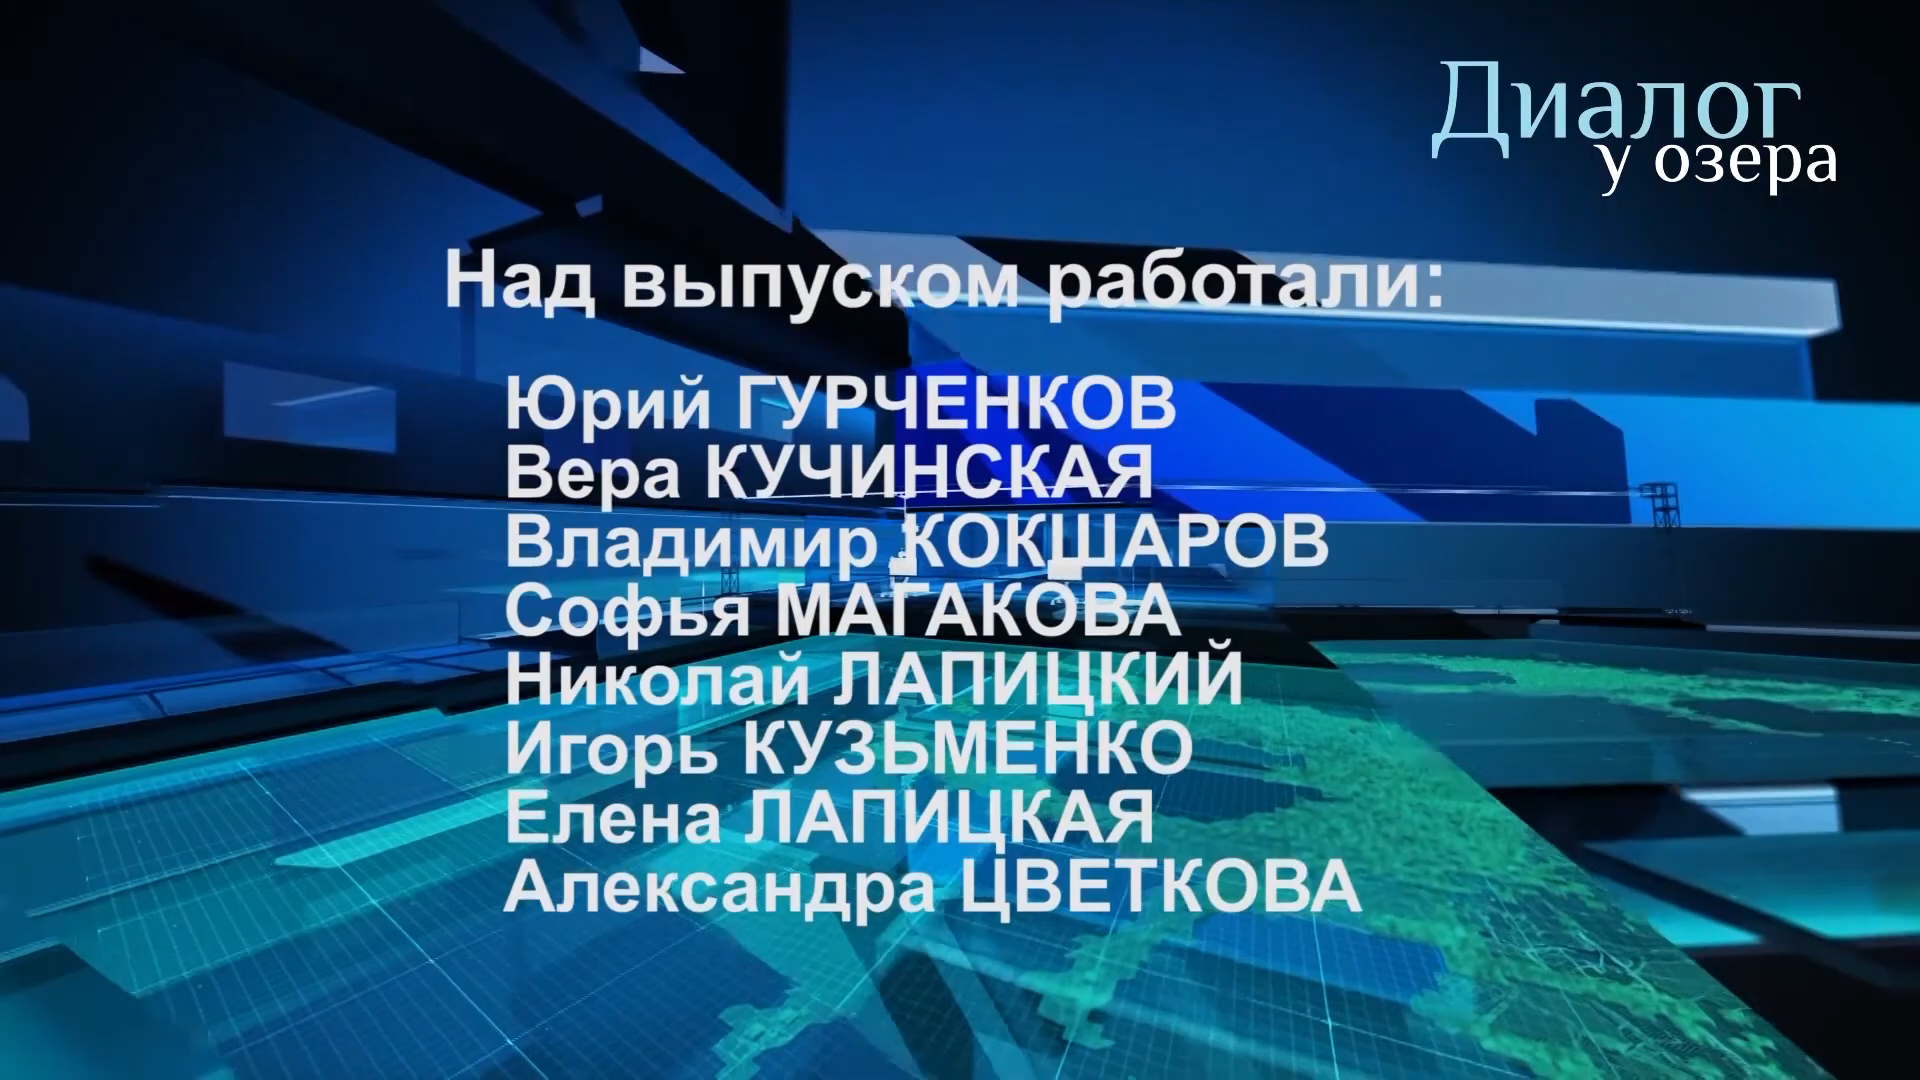 Диалог
у озера
Над выпуском работали:
Юрий ГУРЧЕНКОВ
Вера КУЧИНСКАЯ
Владимир КОКШАРОВ
Софья МАГАКОВА
Николай ЛАПИЦКИЙ
Игорь КУЗЬМЕНКО
Елена ЛАПИЦКАЯ
Александра ЦВЕТКОВА